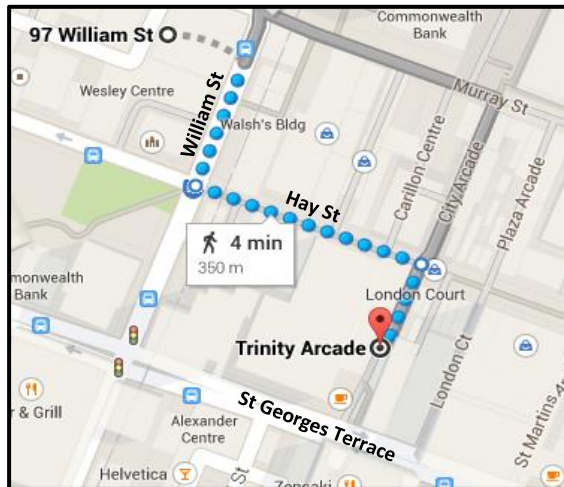 Commonwealth
Bank
97 William St
Wesley Centre
William St
Walsh's Bldg
Murray St
Carillon Centre
City Arcade
Plaza Arcade
Hay St
4 min
350 m
mmonwealth
Bank
London Court
Trinity Arcade
London Ct
St Georges Terrace
St Martins
r & Grill
Alexander
Centre
Helvetica
St